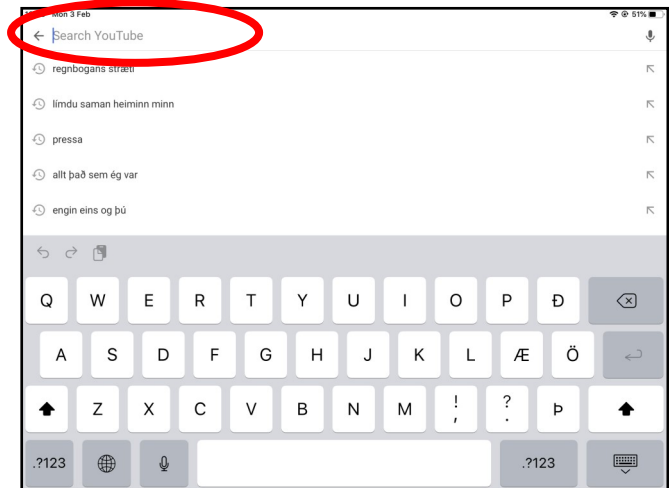 Mon 3 Feb
51%
Search YouTube
regnbogans stræti
límdu saman heiminn minn
pressa
allt það sem ég var
engin eins og þú
Q W E R T Y U I O P Ð
A S D F G H J K L Æ Ö
Z X C V B N M ! , ? . Þ
.?123 .?123